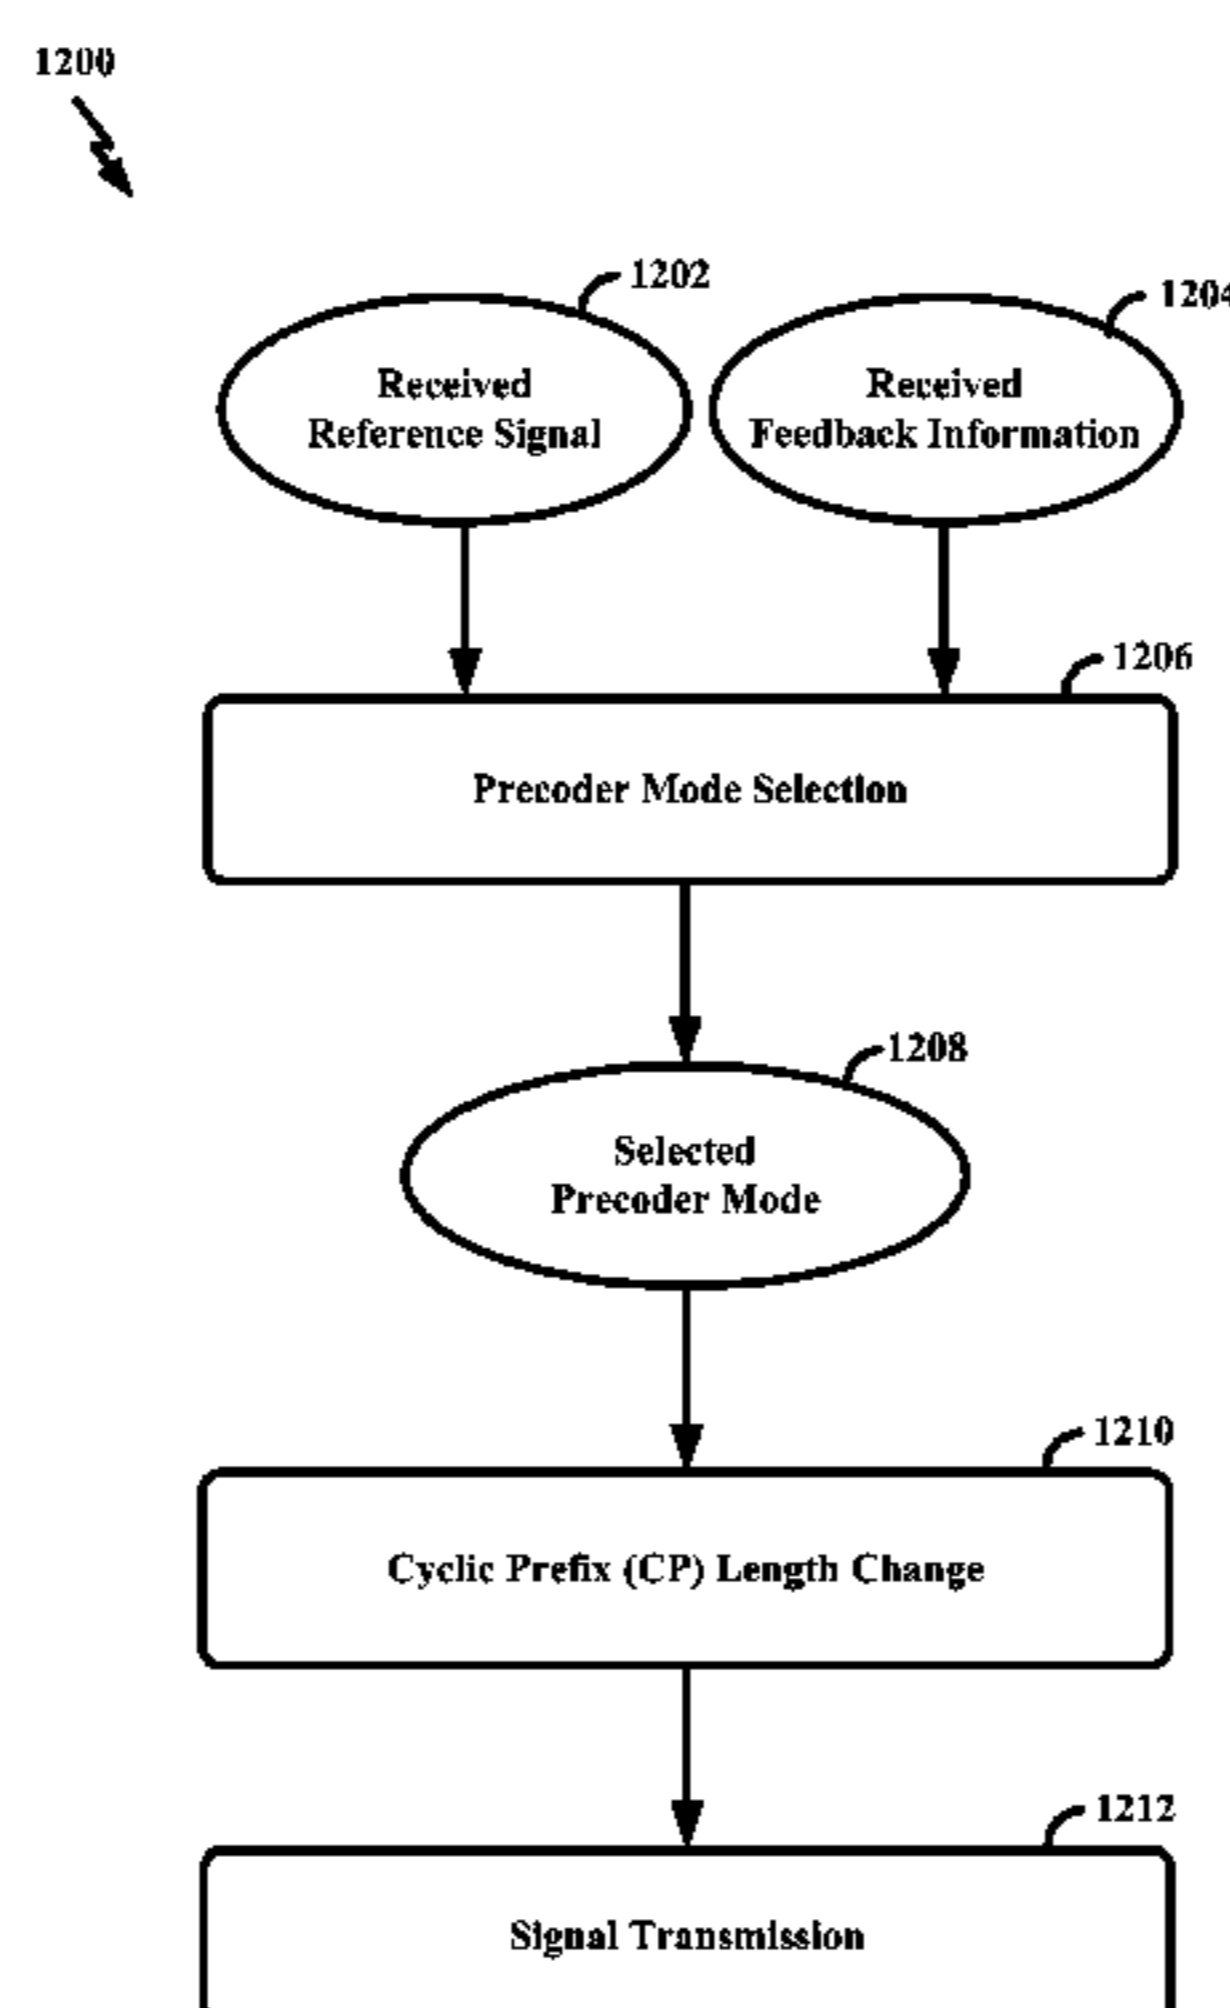 1200
1202
1204
Received
Reference Signal
Received
Feedback Information
1206
Precoder Mode Selection
1208
Selected
Precoder Mode
1210
Cyclic Prefix (CP) Length Change
1212
Signal Transmission